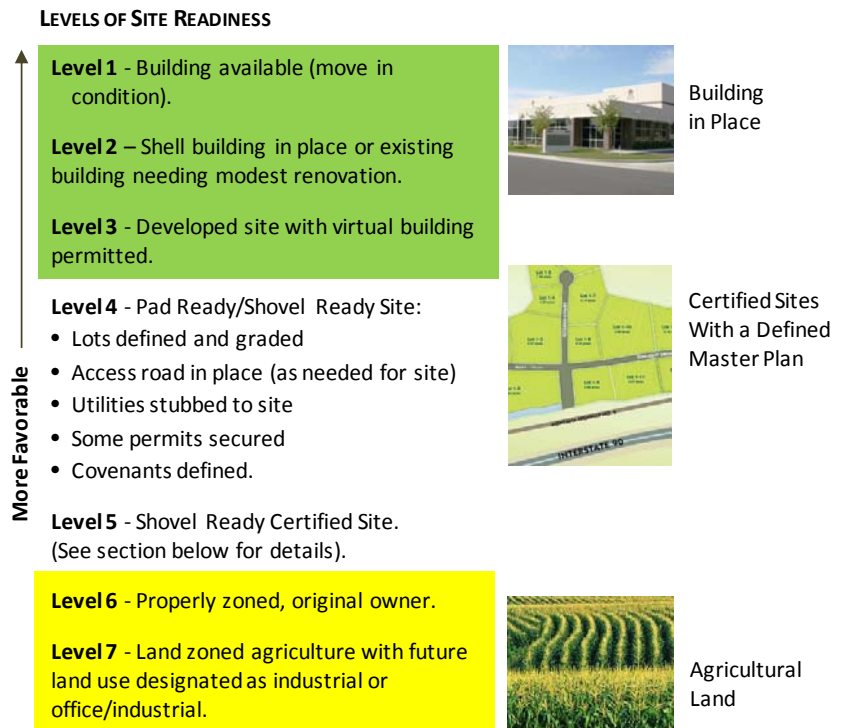 LEVELS OF SITE READINESS
Level 1 - Building available (move in
condition).
Level 2 – Shell building in place or existing
building needing modest renovation.
Level 3 - Developed site with virtual building
permitted.
Level 4 - Pad Ready/Shovel Ready Site:
• Lots defined and graded
• Access road in place (as needed for site)
• Utilities stubbed to site
• Some permits secured
• Covenants defined.
Level 5 - Shovel Ready Certified Site.
(See section below for details).
Level 6 - Properly zoned, original owner.
Level 7 - Land zoned agriculture with future
land use designated as industrial or
office/industrial.
More Favorable
Building
in Place
INTERSTATE 90
Certified Sites
With a Defined
Master Plan
Agricultural
Land